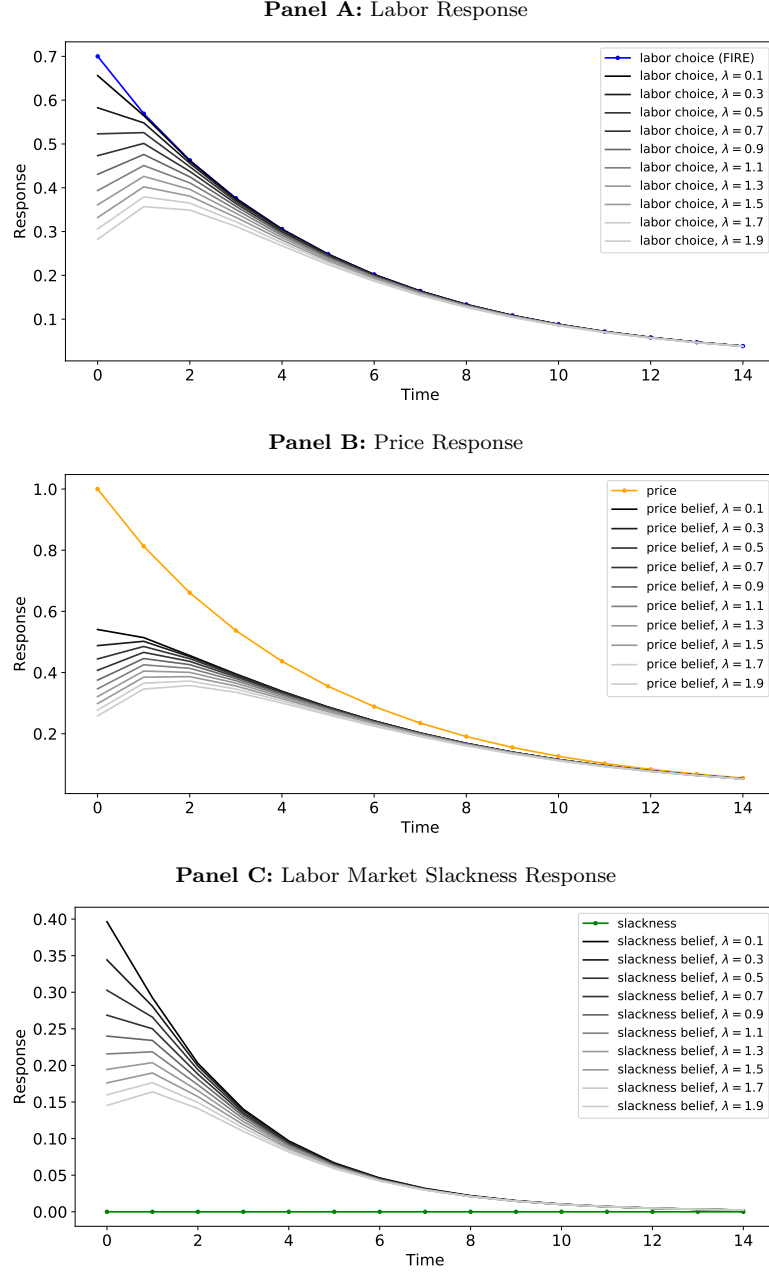 Panel A: Labor Response
0.7
0.6
0.5
0.4
0.3
0.2
0.1
Response
0 2 4 6 8 10 12 14
Time
labor choice (FIRE)
labor choice, λ = 0.1
labor choice, λ = 0.3
labor choice, λ = 0.5
labor choice, λ = 0.7
labor choice, λ = 0.9
labor choice, λ = 1.1
labor choice, λ = 1.3
labor choice, λ = 1.5
labor choice, λ = 1.7
labor choice, λ = 1.9
Panel B: Price Response
1.0
0.8
0.6
0.4
0.2
Response
0 2 4 6 8 10 12 14
Time
price
price belief, λ = 0.1
price belief, λ = 0.3
price belief, λ = 0.5
price belief, λ = 0.7
price belief, λ = 0.9
price belief, λ = 1.1
price belief, λ = 1.3
price belief, λ = 1.5
price belief, λ = 1.7
price belief, λ = 1.9
Panel C: Labor Market Slackness Response
0.40
0.35
0.30
0.25
0.20
0.15
0.10
0.05
0.00
Response
0 2 4 6 8 10 12 14
Time
slackness
slackness belief, λ = 0.1
slackness belief, λ = 0.3
slackness belief, λ = 0.5
slackness belief, λ = 0.7
slackness belief, λ = 0.9
slackness belief, λ = 1.1
slackness belief, λ = 1.3
slackness belief, λ = 1.5
slackness belief, λ = 1.7
slackness belief, λ = 1.9